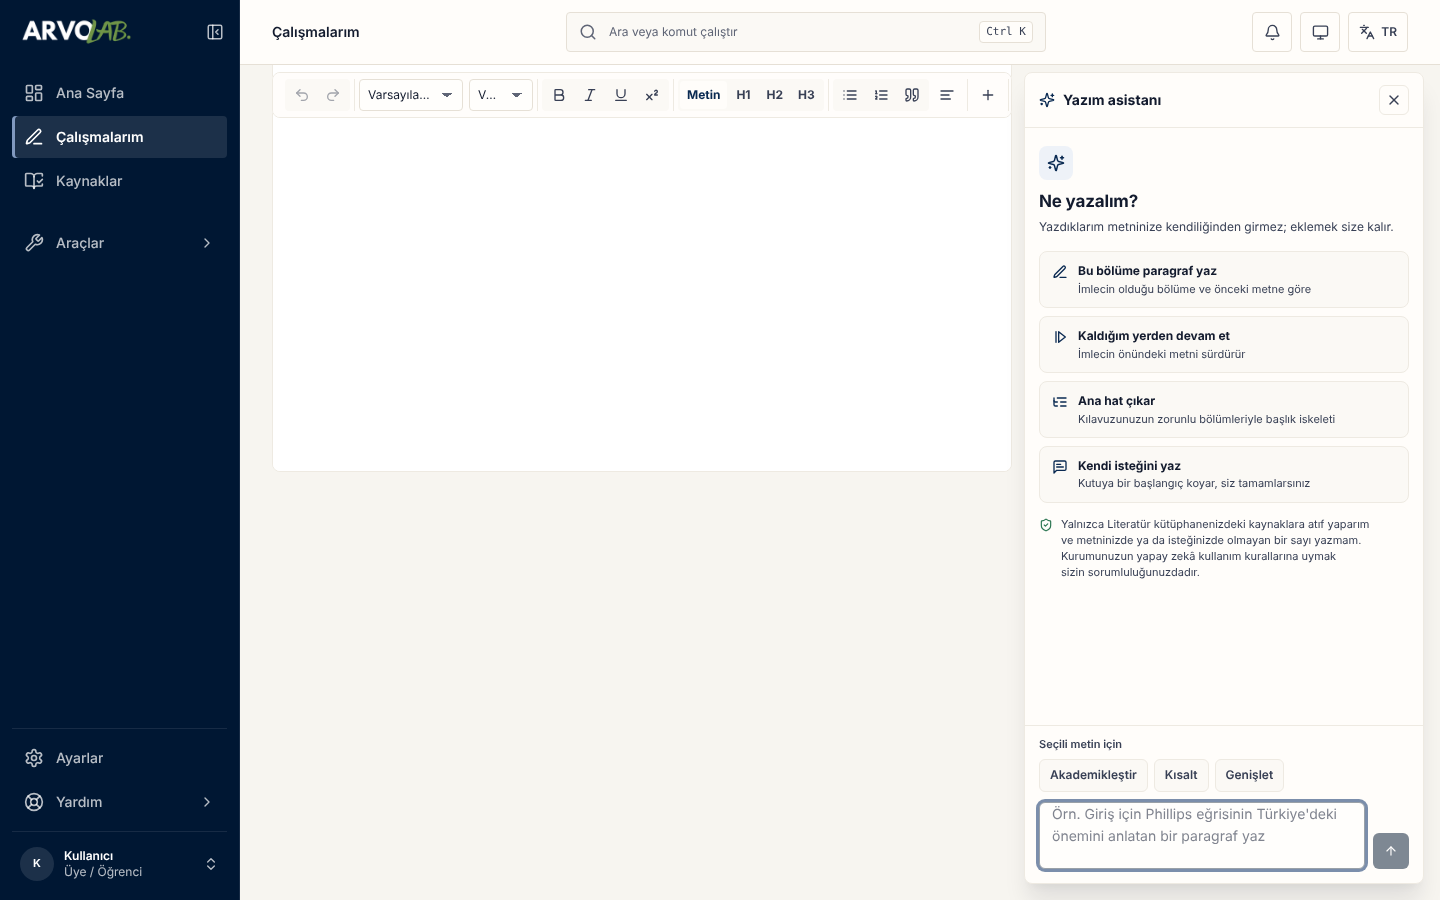 ARVOLAB.
Ana Sayfa
Çalışmalarım
Kaynaklar
Araçlar
Ayarlar
Yardım
K
Kullanıcı
Üye / Öğrenci
Çalışmalarım
Ara veya komut çalıştır
Ctrl K
TR
Varsayıla...
V...
B I U x²
Metin H1 H2 H3
Yazım asistanı
Ne yazalım?
Yazdıklarım metninize kendiliğinden girmez; eklemek size kalır.
Bu bölüme paragraf yaz
İmlecin olduğu bölüme ve önceki metne göre
Kaldığım yerden devam et
İmlecin önündeki metni sürdürür
Ana hat çıkar
Kılavuzunuzun zorunlu bölümleriyle başlık iskeleti
Kendi isteğini yaz
Kutuya bir başlangıç koyar, siz tamamlarsınız
Yalnızca Literatür kütüphanenizdeki kaynaklara atıf yaparım
ve metninizde ya da isteğinizde olmayan bir sayı yazmam.
Kurumunuzun yapay zekâ kullanım kurallarına uymak
sizin sorumluluğunuzdadır.
Seçili metin için
Akademikleştir Kısalt Genişlet
Örn. Giriş için Phillips eğrisinin Türkiye'deki
önemini anlatan bir paragraf yaz